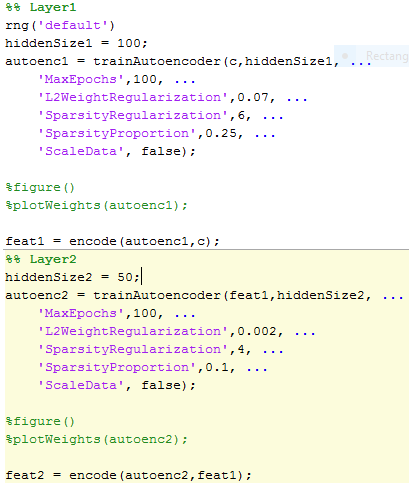 %% Layer1
rng('default')
hiddenSize1 = 100;
autoenc1 = trainAutoencoder(c,hiddenSize1, ...
Rectang
'MaxEpochs',100, ...
'L2WeightRegularization',0.07, ...
'SparsityRegularization',6, ...
'SparsityProportion',0.25, ...
'ScaleData', false);
%figure()
%plotWeights(autoenc1);
feat1 = encode(autoenc1,c);
%% Layer2
hiddenSize2 = 50;
autoenc2 = trainAutoencoder(feat1,hiddenSize2, ...
'MaxEpochs',100, ...
'L2WeightRegularization',0.002, ...
'SparsityRegularization',4, ...
'SparsityProportion',0.1, ...
'ScaleData', false);
%figure()
%plotWeights(autoenc2);
feat2 = encode(autoenc2,feat1);